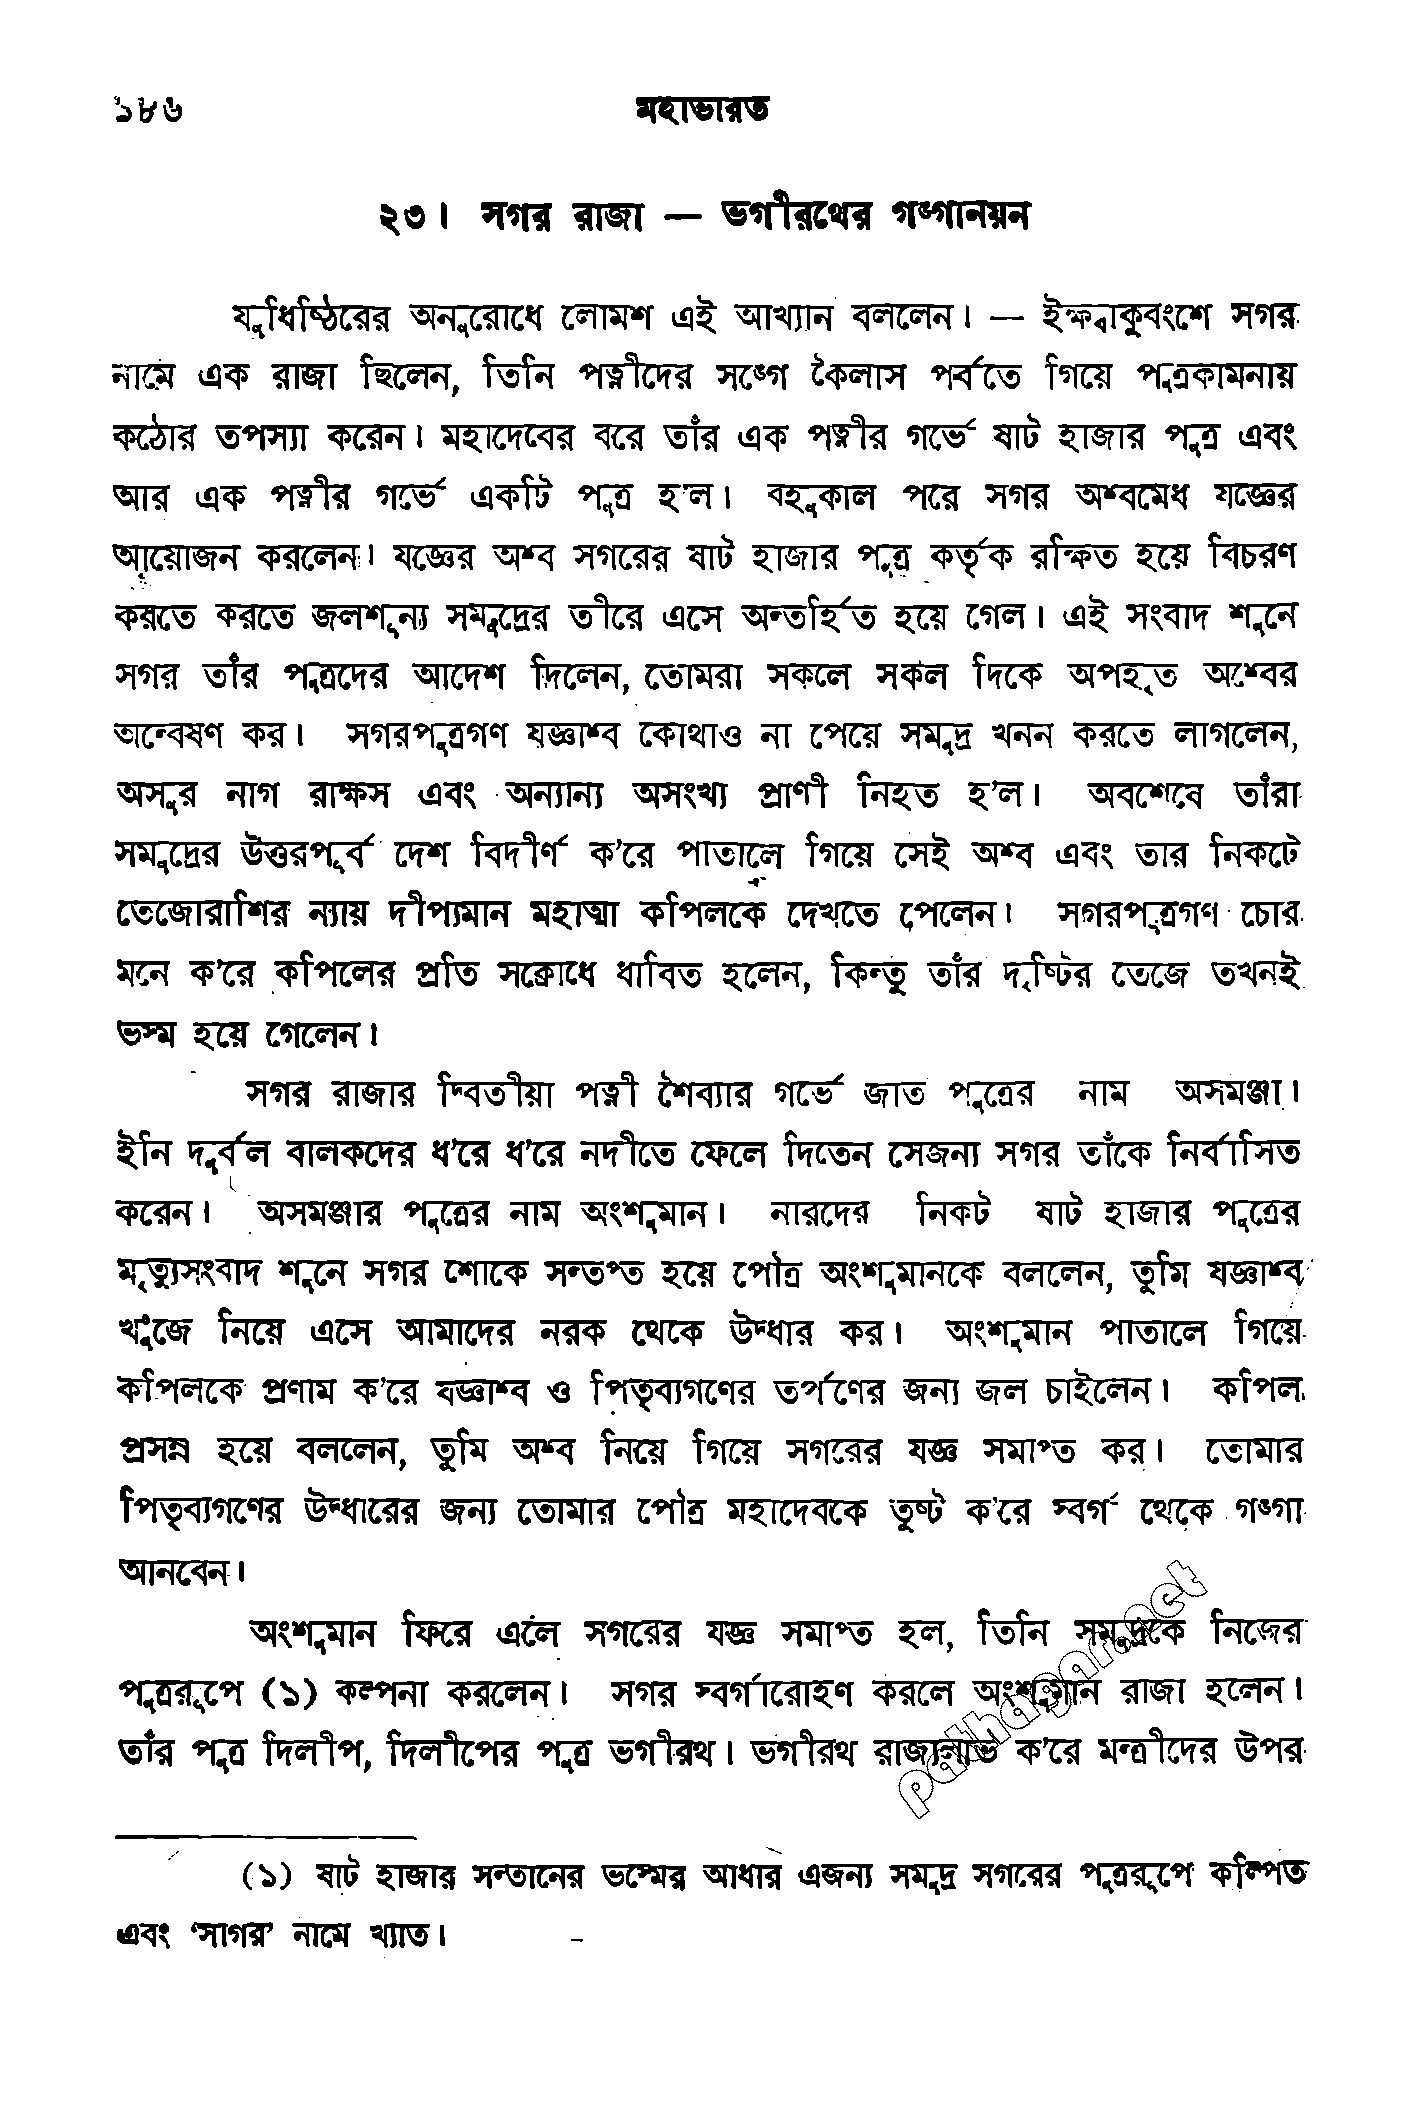 ১৮৬ মহাভারত
২৩। সগর রাজা — ভগীরথের গঙ্গানয়ন
যুধিষ্ঠিরের অনুরোধে লোমশ এই আখ্যান বললেন। — ইক্ষ্বাকুবংশে সগর
নামে এক রাজা ছিলেন, তিনি পত্নীদের সঙ্গে কৈলাস পর্বতে গিয়ে পুত্রকামনায়
কঠোর তপস্যা করেন। মহাদেবের বরে তাঁর এক পত্নীর গর্ভে ষাট হাজার পুত্র এবং
আর এক পত্নীর গর্ভে একটি পুত্র হ'ল। বহুকাল পরে সগর অশ্বমেধ যজ্ঞের
আয়োজন করলেন। যজ্ঞের অশ্ব সগরের ষাট হাজার পুত্র কর্তৃক রক্ষিত হয়ে বিচরণ
করতে করতে জলশূন্য সমুদ্রের তীরে এসে অন্তর্হিত হয়ে গেল। এই সংবাদ শুনে
সগর তাঁর পুত্রদের আদেশ দিলেন, তোমরা সকলে সকল দিকে অপহৃত অশ্বের
অন্বেষণ কর। সগরপুত্রগণ যজ্ঞাশ্ব কোথাও না পেয়ে সমুদ্র খনন করতে লাগলেন,
অসুর নাগ রাক্ষস এবং অন্যান্য অসংখ্য প্রাণী নিহত হ'ল। অবশেষে তাঁরা
সমুদ্রের উত্তরপূর্ব দেশ বিদীর্ণ ক'রে পাতালে গিয়ে সেই অশ্ব এবং তার নিকটে
তেজোরাশির ন্যায় দীপ্যমান মহাত্মা কপিলকে দেখতে পেলেন। সগরপুত্রগণ চোর
মনে ক'রে কপিলের প্রতি সক্রোধে ধাবিত হলেন, কিন্তু তাঁর দৃষ্টির তেজে তখনই
ভস্ম হয়ে গেলেন।
সগর রাজার দ্বিতীয়া পত্নী শৈব্যার গর্ভে জাত পুত্রের নাম অসমঞ্জা।
ইনি দুর্বল বালকদের ধ'রে ধ'রে নদীতে ফেলে দিতেন সেজন্য সগর তাঁকে নির্বাসিত
করেন। অসমঞ্জার পুত্রের নাম অংশুমান। নারদের নিকট ষাট হাজার পুত্রের
মৃত্যুসংবাদ শুনে সগর শোকে সন্তপ্ত হয়ে পৌত্র অংশুমানকে বললেন, তুমি যজ্ঞাশ্ব
খুঁজে নিয়ে এসে আমাদের নরক থেকে উদ্ধার কর। অংশুমান পাতালে গিয়ে
কপিলকে প্রণাম ক'রে যজ্ঞাশ্ব ও পিতৃব্যগণের তর্পণের জন্য জল চাইলেন। কপিল
প্রসন্ন হয়ে বললেন, তুমি অশ্ব নিয়ে গিয়ে সগরের যজ্ঞ সমাপ্ত কর। তোমার
পিতৃব্যগণের উদ্ধারের জন্য তোমার পৌত্র মহাদেবকে তুষ্ট ক'রে স্বর্গ থেকে গঙ্গা
আনবেন।
অংশুমান ফিরে এলে সগরের যজ্ঞ সমাপ্ত হল, তিনি সমুদ্রকে নিজের
পুত্ররূপে (১) কল্পনা করলেন। সগর স্বর্গারোহণ করলে অংশুমান রাজা হলেন।
তাঁর পুত্র দিলীপ, দিলীপের পুত্র ভগীরথ। ভগীরথ রাজ্যলাভ ক'রে মন্ত্রীদের উপর
(১) ষাট হাজার সন্তানের ভস্মের আধার এজন্য সমুদ্র সগরের পুত্ররূপে কল্পিত
এবং 'সাগর' নামে খ্যাত।
pathagar.net